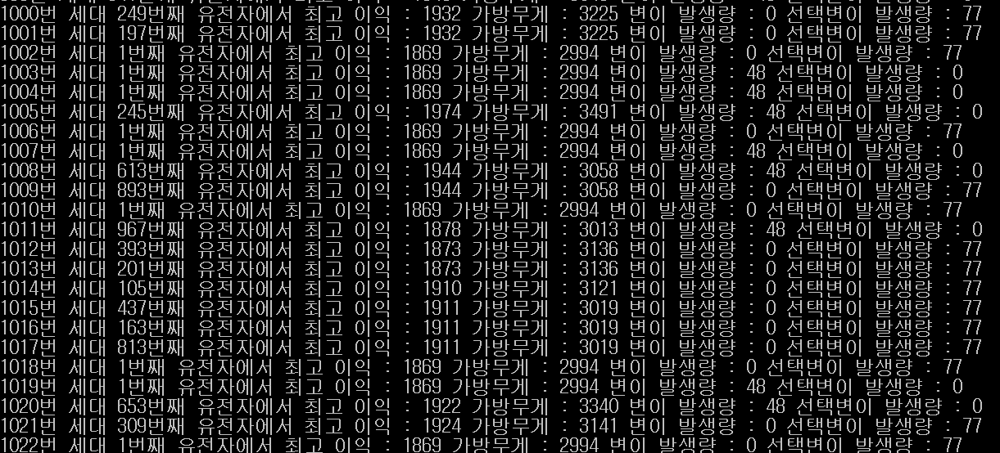 1000번 세대 249번째 유전자에서 최고 이익 : 1932 가방무게 : 3225 변이 발생량 : 0 선택변이 발생량 : 77
1001번 세대 197번째 유전자에서 최고 이익 : 1932 가방무게 : 3225 변이 발생량 : 0 선택변이 발생량 : 77
1002번 세대 1번째 유전자에서 최고 이익 : 1869 가방무게 : 2994 변이 발생량 : 0 선택변이 발생량 : 77
1003번 세대 1번째 유전자에서 최고 이익 : 1869 가방무게 : 2994 변이 발생량 : 48 선택변이 발생량 : 0
1004번 세대 1번째 유전자에서 최고 이익 : 1869 가방무게 : 2994 변이 발생량 : 48 선택변이 발생량 : 0
1005번 세대 245번째 유전자에서 최고 이익 : 1974 가방무게 : 3491 변이 발생량 : 48 선택변이 발생량 : 0
1006번 세대 1번째 유전자에서 최고 이익 : 1869 가방무게 : 2994 변이 발생량 : 0 선택변이 발생량 : 77
1007번 세대 1번째 유전자에서 최고 이익 : 1869 가방무게 : 2994 변이 발생량 : 48 선택변이 발생량 : 0
1008번 세대 613번째 유전자에서 최고 이익 : 1944 가방무게 : 3058 변이 발생량 : 48 선택변이 발생량 : 0
1009번 세대 893번째 유전자에서 최고 이익 : 1944 가방무게 : 3058 변이 발생량 : 0 선택변이 발생량 : 77
1010번 세대 1번째 유전자에서 최고 이익 : 1869 가방무게 : 2994 변이 발생량 : 0 선택변이 발생량 : 77
1011번 세대 967번째 유전자에서 최고 이익 : 1878 가방무게 : 3013 변이 발생량 : 48 선택변이 발생량 : 0
1012번 세대 393번째 유전자에서 최고 이익 : 1873 가방무게 : 3136 변이 발생량 : 0 선택변이 발생량 : 77
1013번 세대 201번째 유전자에서 최고 이익 : 1873 가방무게 : 3136 변이 발생량 : 0 선택변이 발생량 : 77
1014번 세대 105번째 유전자에서 최고 이익 : 1910 가방무게 : 3121 변이 발생량 : 0 선택변이 발생량 : 77
1015번 세대 437번째 유전자에서 최고 이익 : 1911 가방무게 : 3019 변이 발생량 : 0 선택변이 발생량 : 77
1016번 세대 163번째 유전자에서 최고 이익 : 1911 가방무게 : 3019 변이 발생량 : 0 선택변이 발생량 : 77
1017번 세대 813번째 유전자에서 최고 이익 : 1911 가방무게 : 3019 변이 발생량 : 0 선택변이 발생량 : 77
1018번 세대 1번째 유전자에서 최고 이익 : 1869 가방무게 : 2994 변이 발생량 : 0 선택변이 발생량 : 77
1019번 세대 1번째 유전자에서 최고 이익 : 1869 가방무게 : 2994 변이 발생량 : 48 선택변이 발생량 : 0
1020번 세대 653번째 유전자에서 최고 이익 : 1922 가방무게 : 3340 변이 발생량 : 48 선택변이 발생량 : 0
1021번 세대 309번째 유전자에서 최고 이익 : 1924 가방무게 : 3141 변이 발생량 : 0 선택변이 발생량 : 77
1022번 세대 1번째 유전자에서 최고 이익 : 1869 가방무게 : 2994 변이 발생량 : 0 선택변이 발생량 : 77